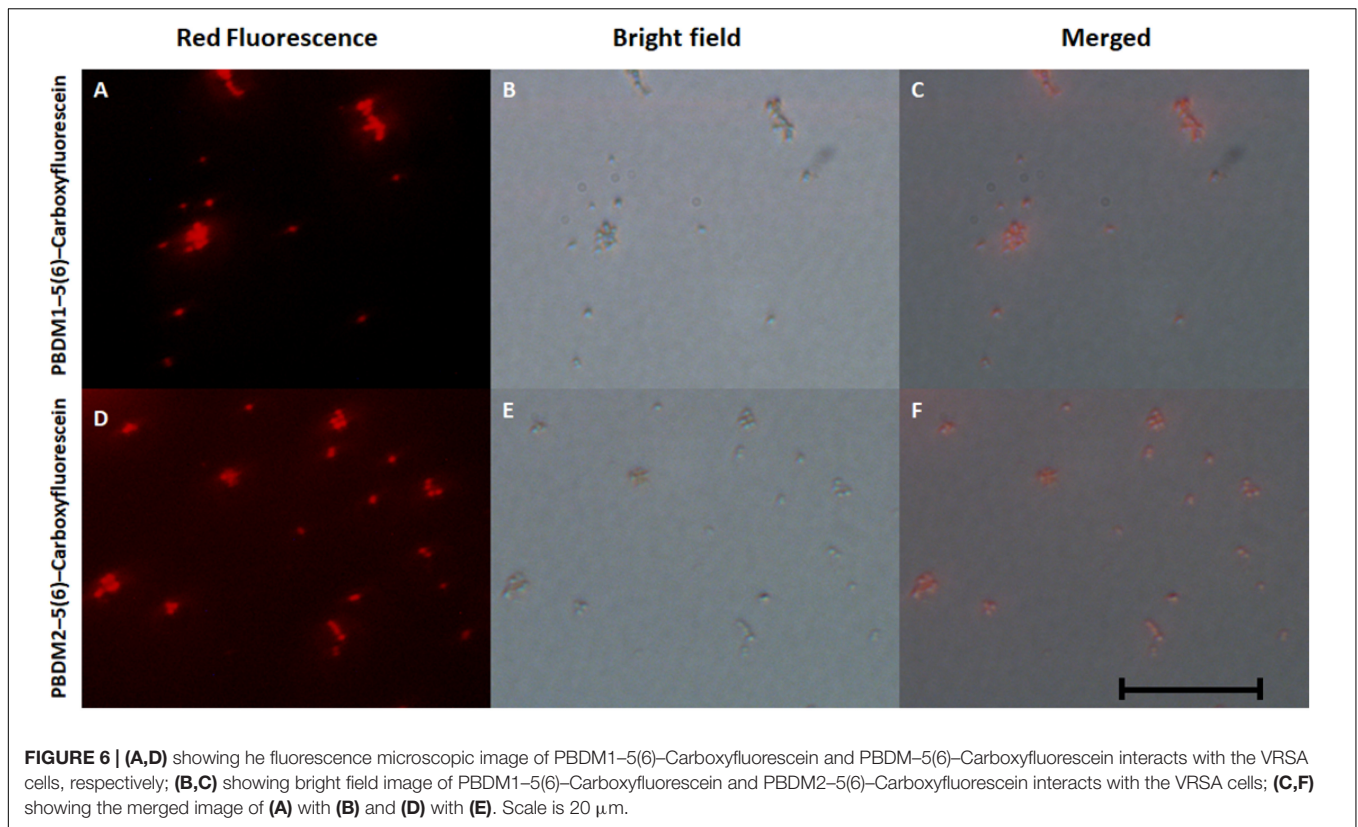 Red Fluorescence
Bright field
Merged
PBDM1–5(6)–Carboxyfluorescein
A
B
C
PBDM2–5(6)–Carboxyfluorescein
D
E
F
FIGURE 6 | (A,D) showing he fluorescence microscopic image of PBDM1–5(6)–Carboxyfluorescein and PBDM–5(6)–Carboxyfluorescein interacts with the VRSA
cells, respectively; (B,C) showing bright field image of PBDM1–5(6)–Carboxyfluorescein and PBDM2–5(6)–Carboxyfluorescein interacts with the VRSA cells; (C,F)
showing the merged image of (A) with (B) and (D) with (E). Scale is 20 μm.